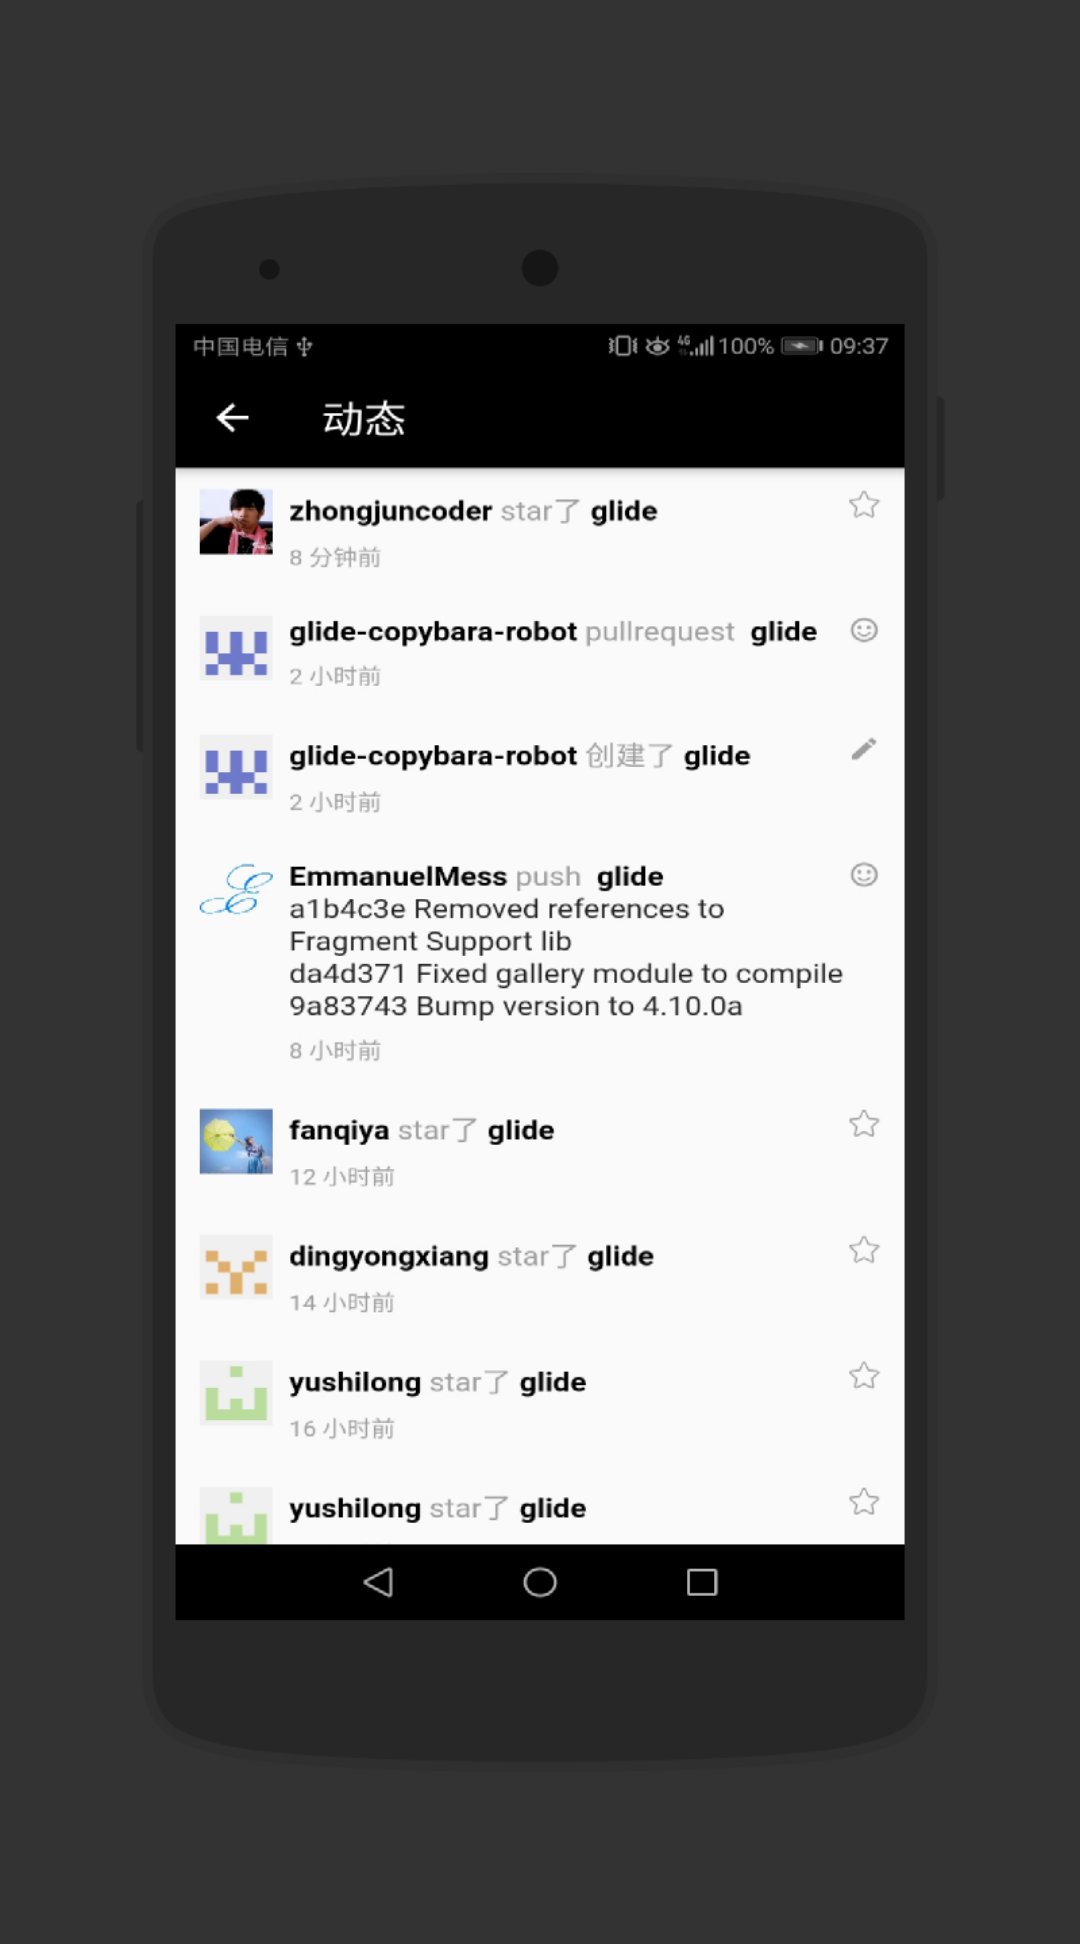 中国电信 4G 100% 09:37
动态
zhongjuncoder star了 glide
8 分钟前
glide-copybara-robot pullrequest glide
2 小时前
glide-copybara-robot 创建了 glide
2 小时前
EmmanuelMess push glide
a1b4c3e Removed references to
Fragment Support lib
da4d371 Fixed gallery module to compile
9a83743 Bump version to 4.10.0a
8 小时前
fanqiya star了 glide
12 小时前
dingyongxiang star了 glide
14 小时前
yushilong star了 glide
16 小时前
yushilong star了 glide